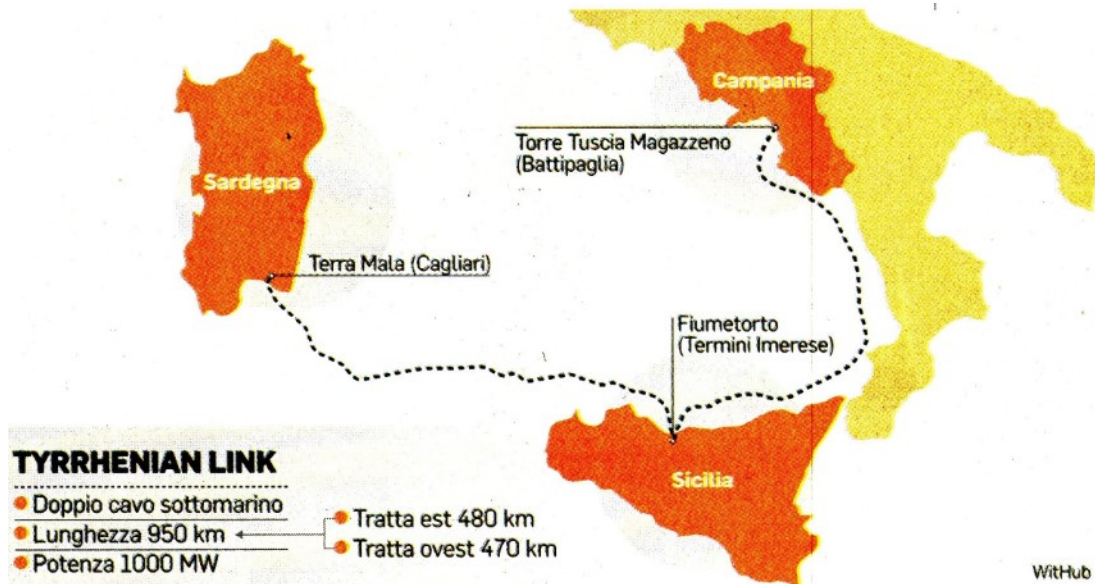 Campania
Torre Tuscia Magazzeno
(Battipaglia)
Sardegna
Terra Mala (Cagliari)
Fiumetorto
(Termini Imerese)
Sicilia
TYRRHENIAN LINK
Doppio cavo sottomarino
Lunghezza 950 km
Potenza 1000 MW
Tratta est 480 km
Tratta ovest 470 km
WitHub